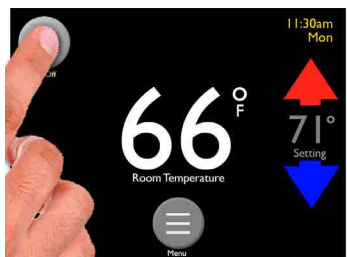 11:30am
Mon
Off
66°F
71°
Setting
Room Temperature
Menu